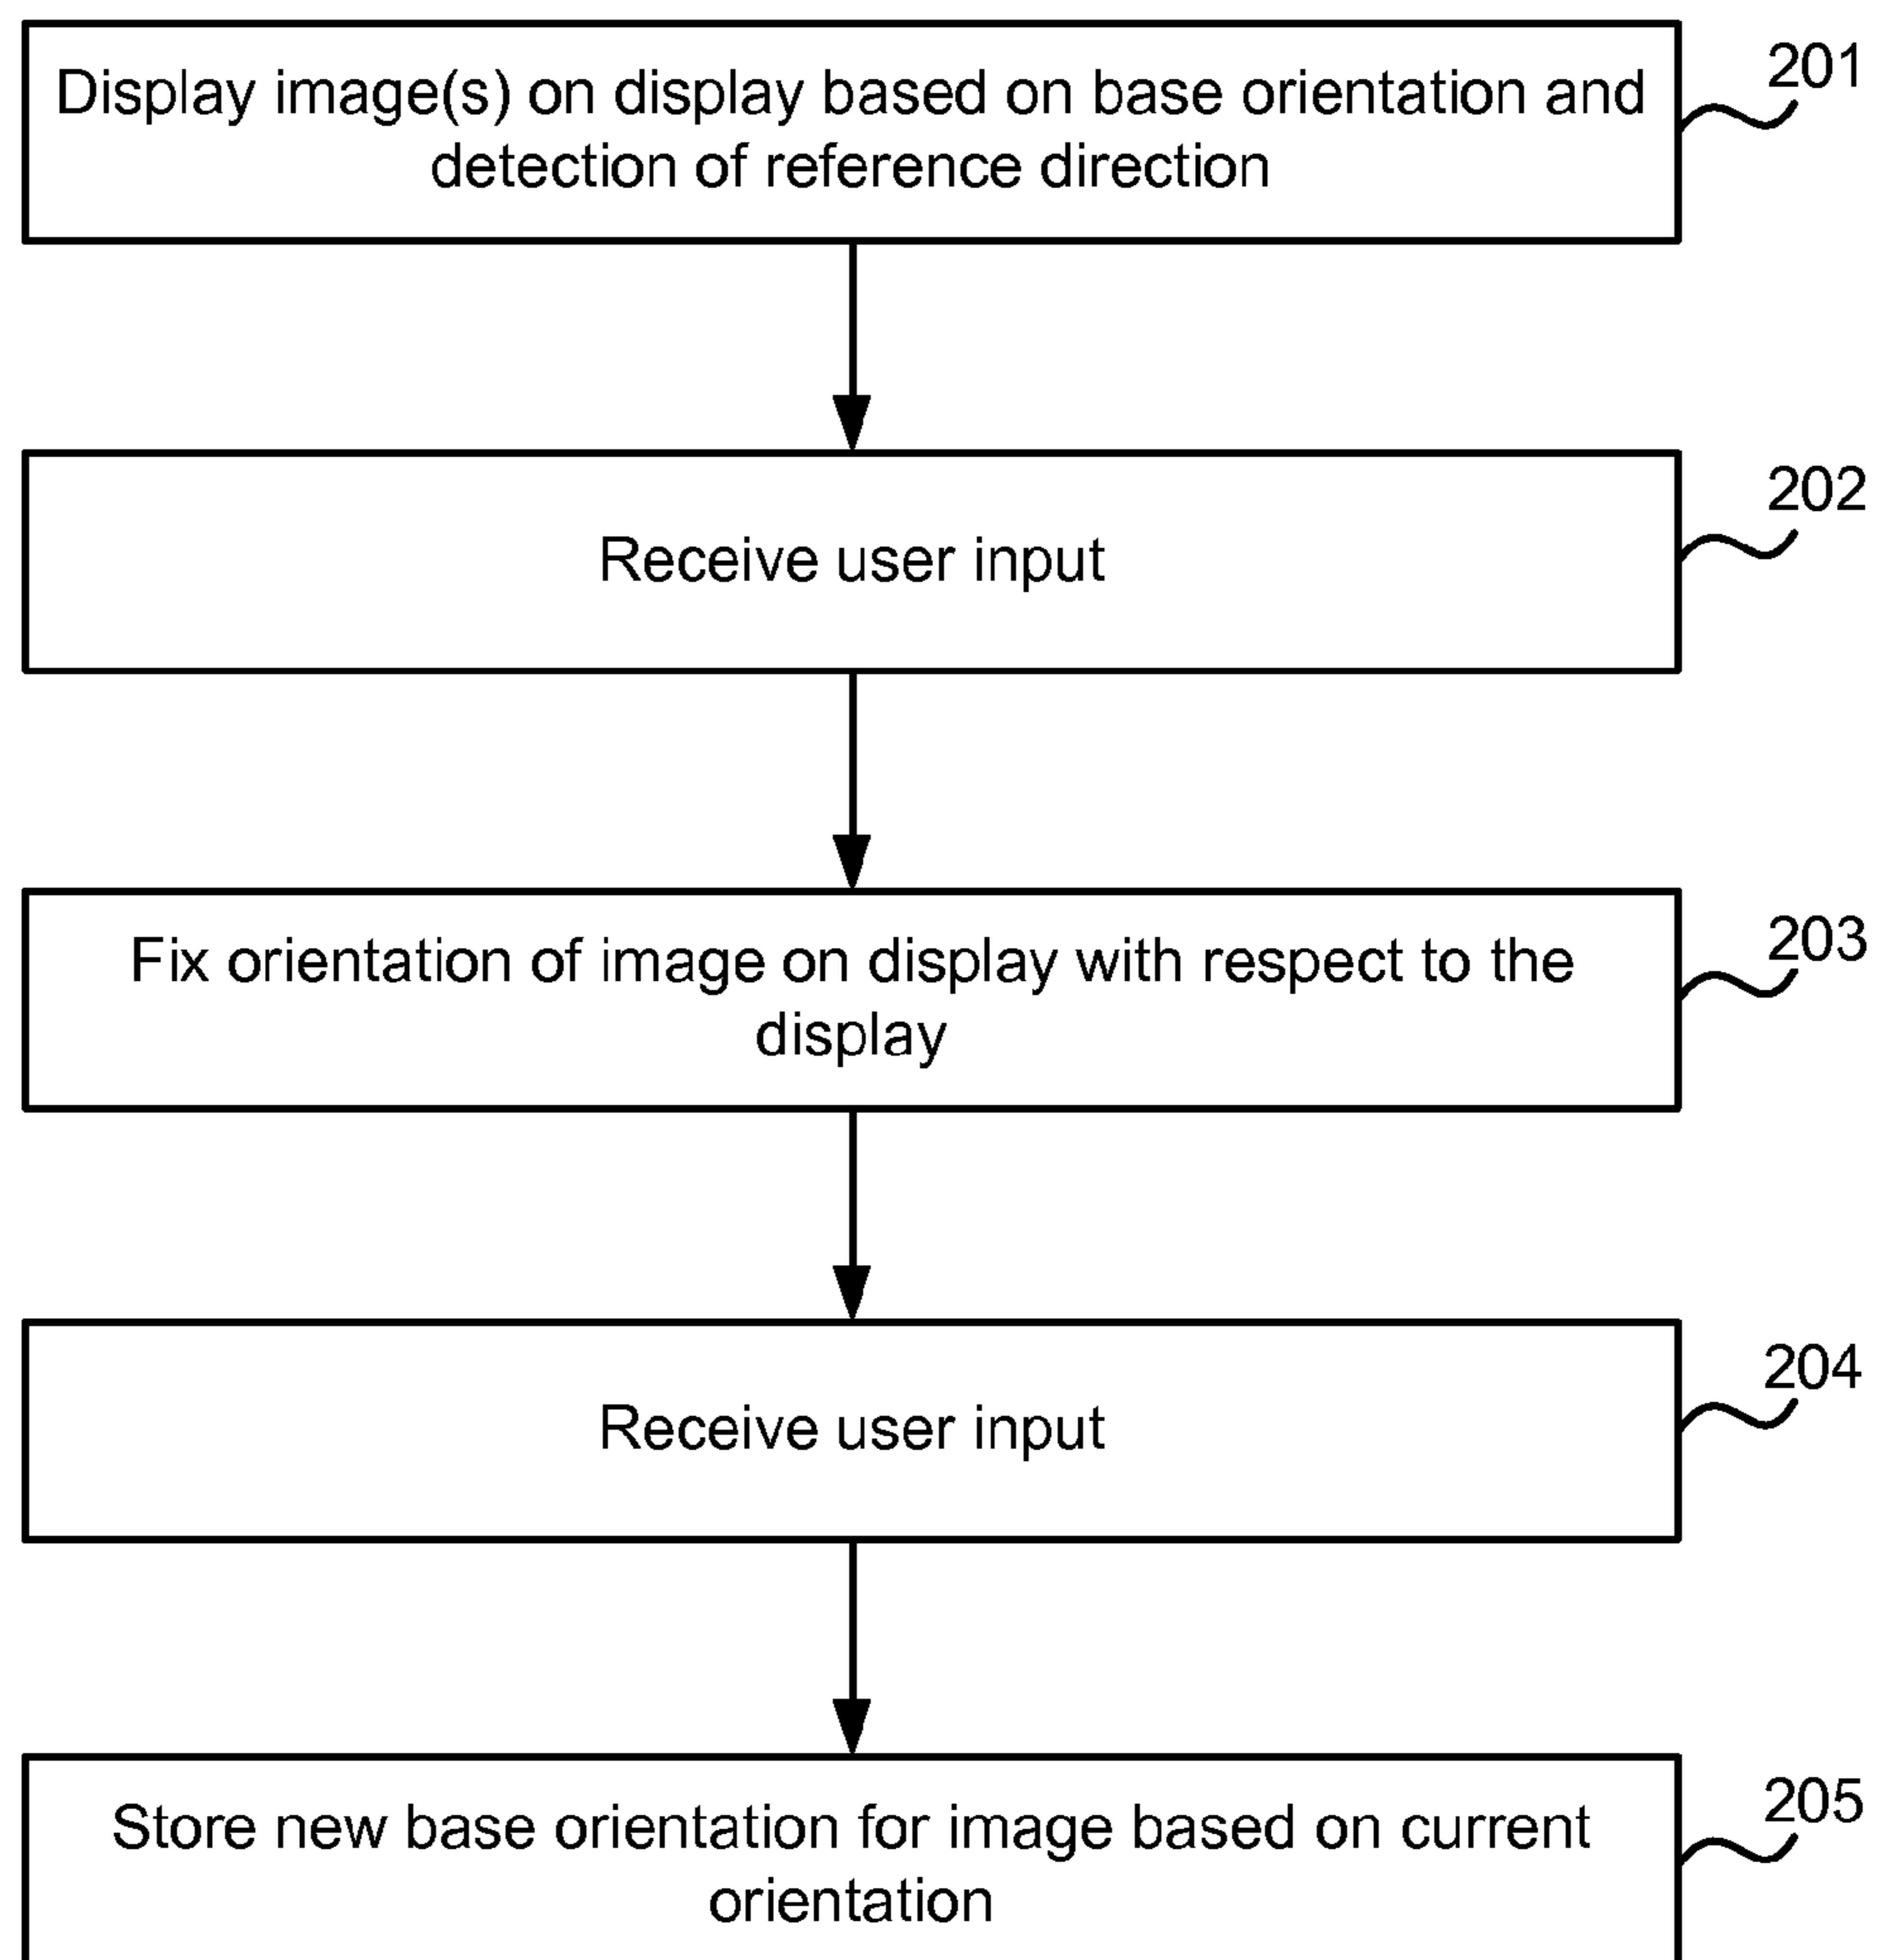 Display image(s) on display based on base orientation and
detection of reference direction
201
Receive user input
202
Fix orientation of image on display with respect to the
display
203
Receive user input
204
Store new base orientation for image based on current
orientation
205